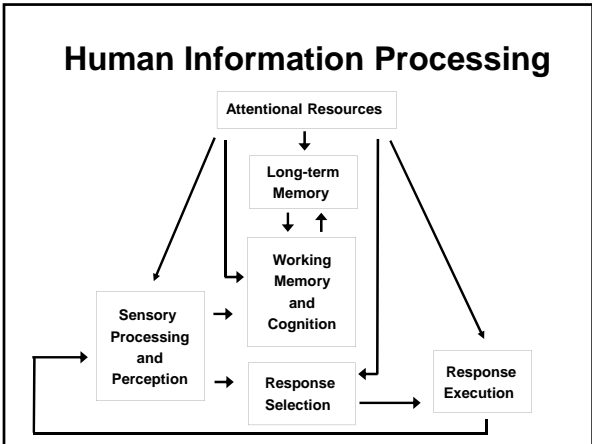 Human Information Processing
Attentional Resources
Long-term
Memory
Working
Memory
and
Cognition
Sensory
Processing
and
Perception
Response
Selection
Response
Execution